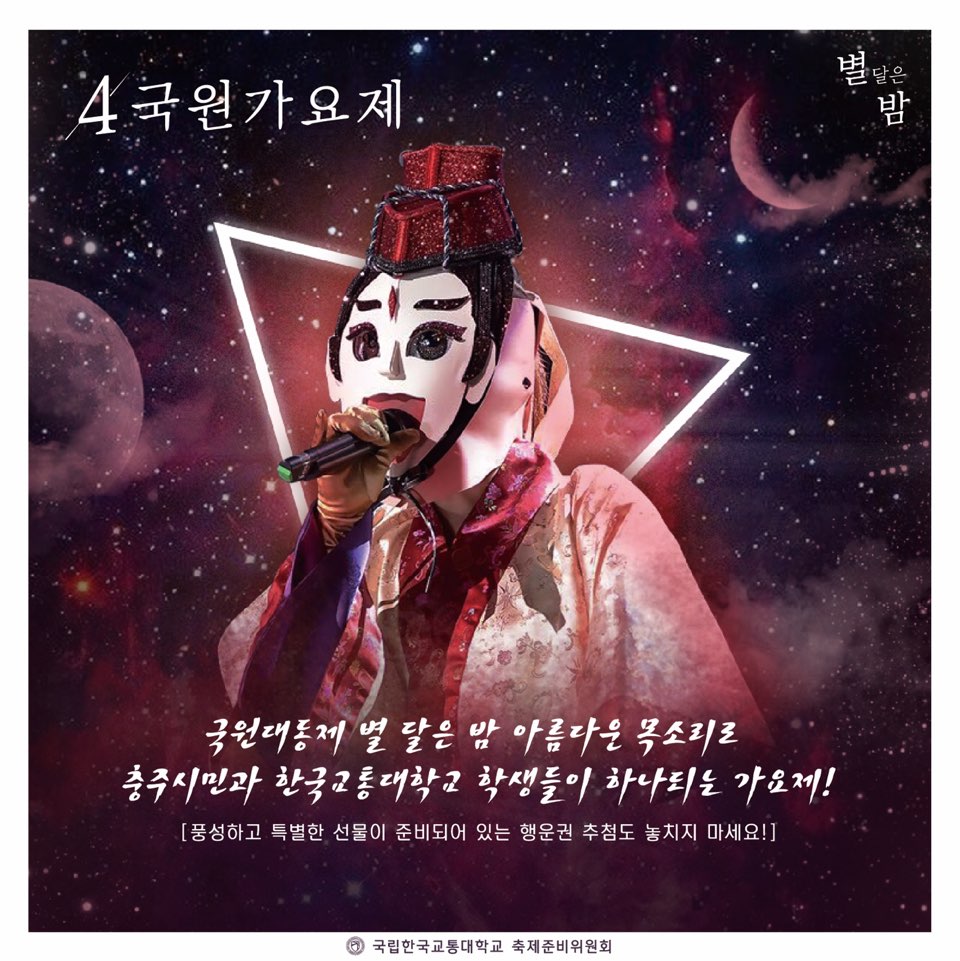 4 국원가요제
별 달은
밤
국원대동제 별 달은 밤 아름다운 목소리로
충주시민과 한국교통대학교 학생들이 하나되는 가요제!
[풍성하고 특별한 선물이 준비되어 있는 행운권 추첨도 놓치지 마세요!]
국립한국교통대학교 축제준비위원회